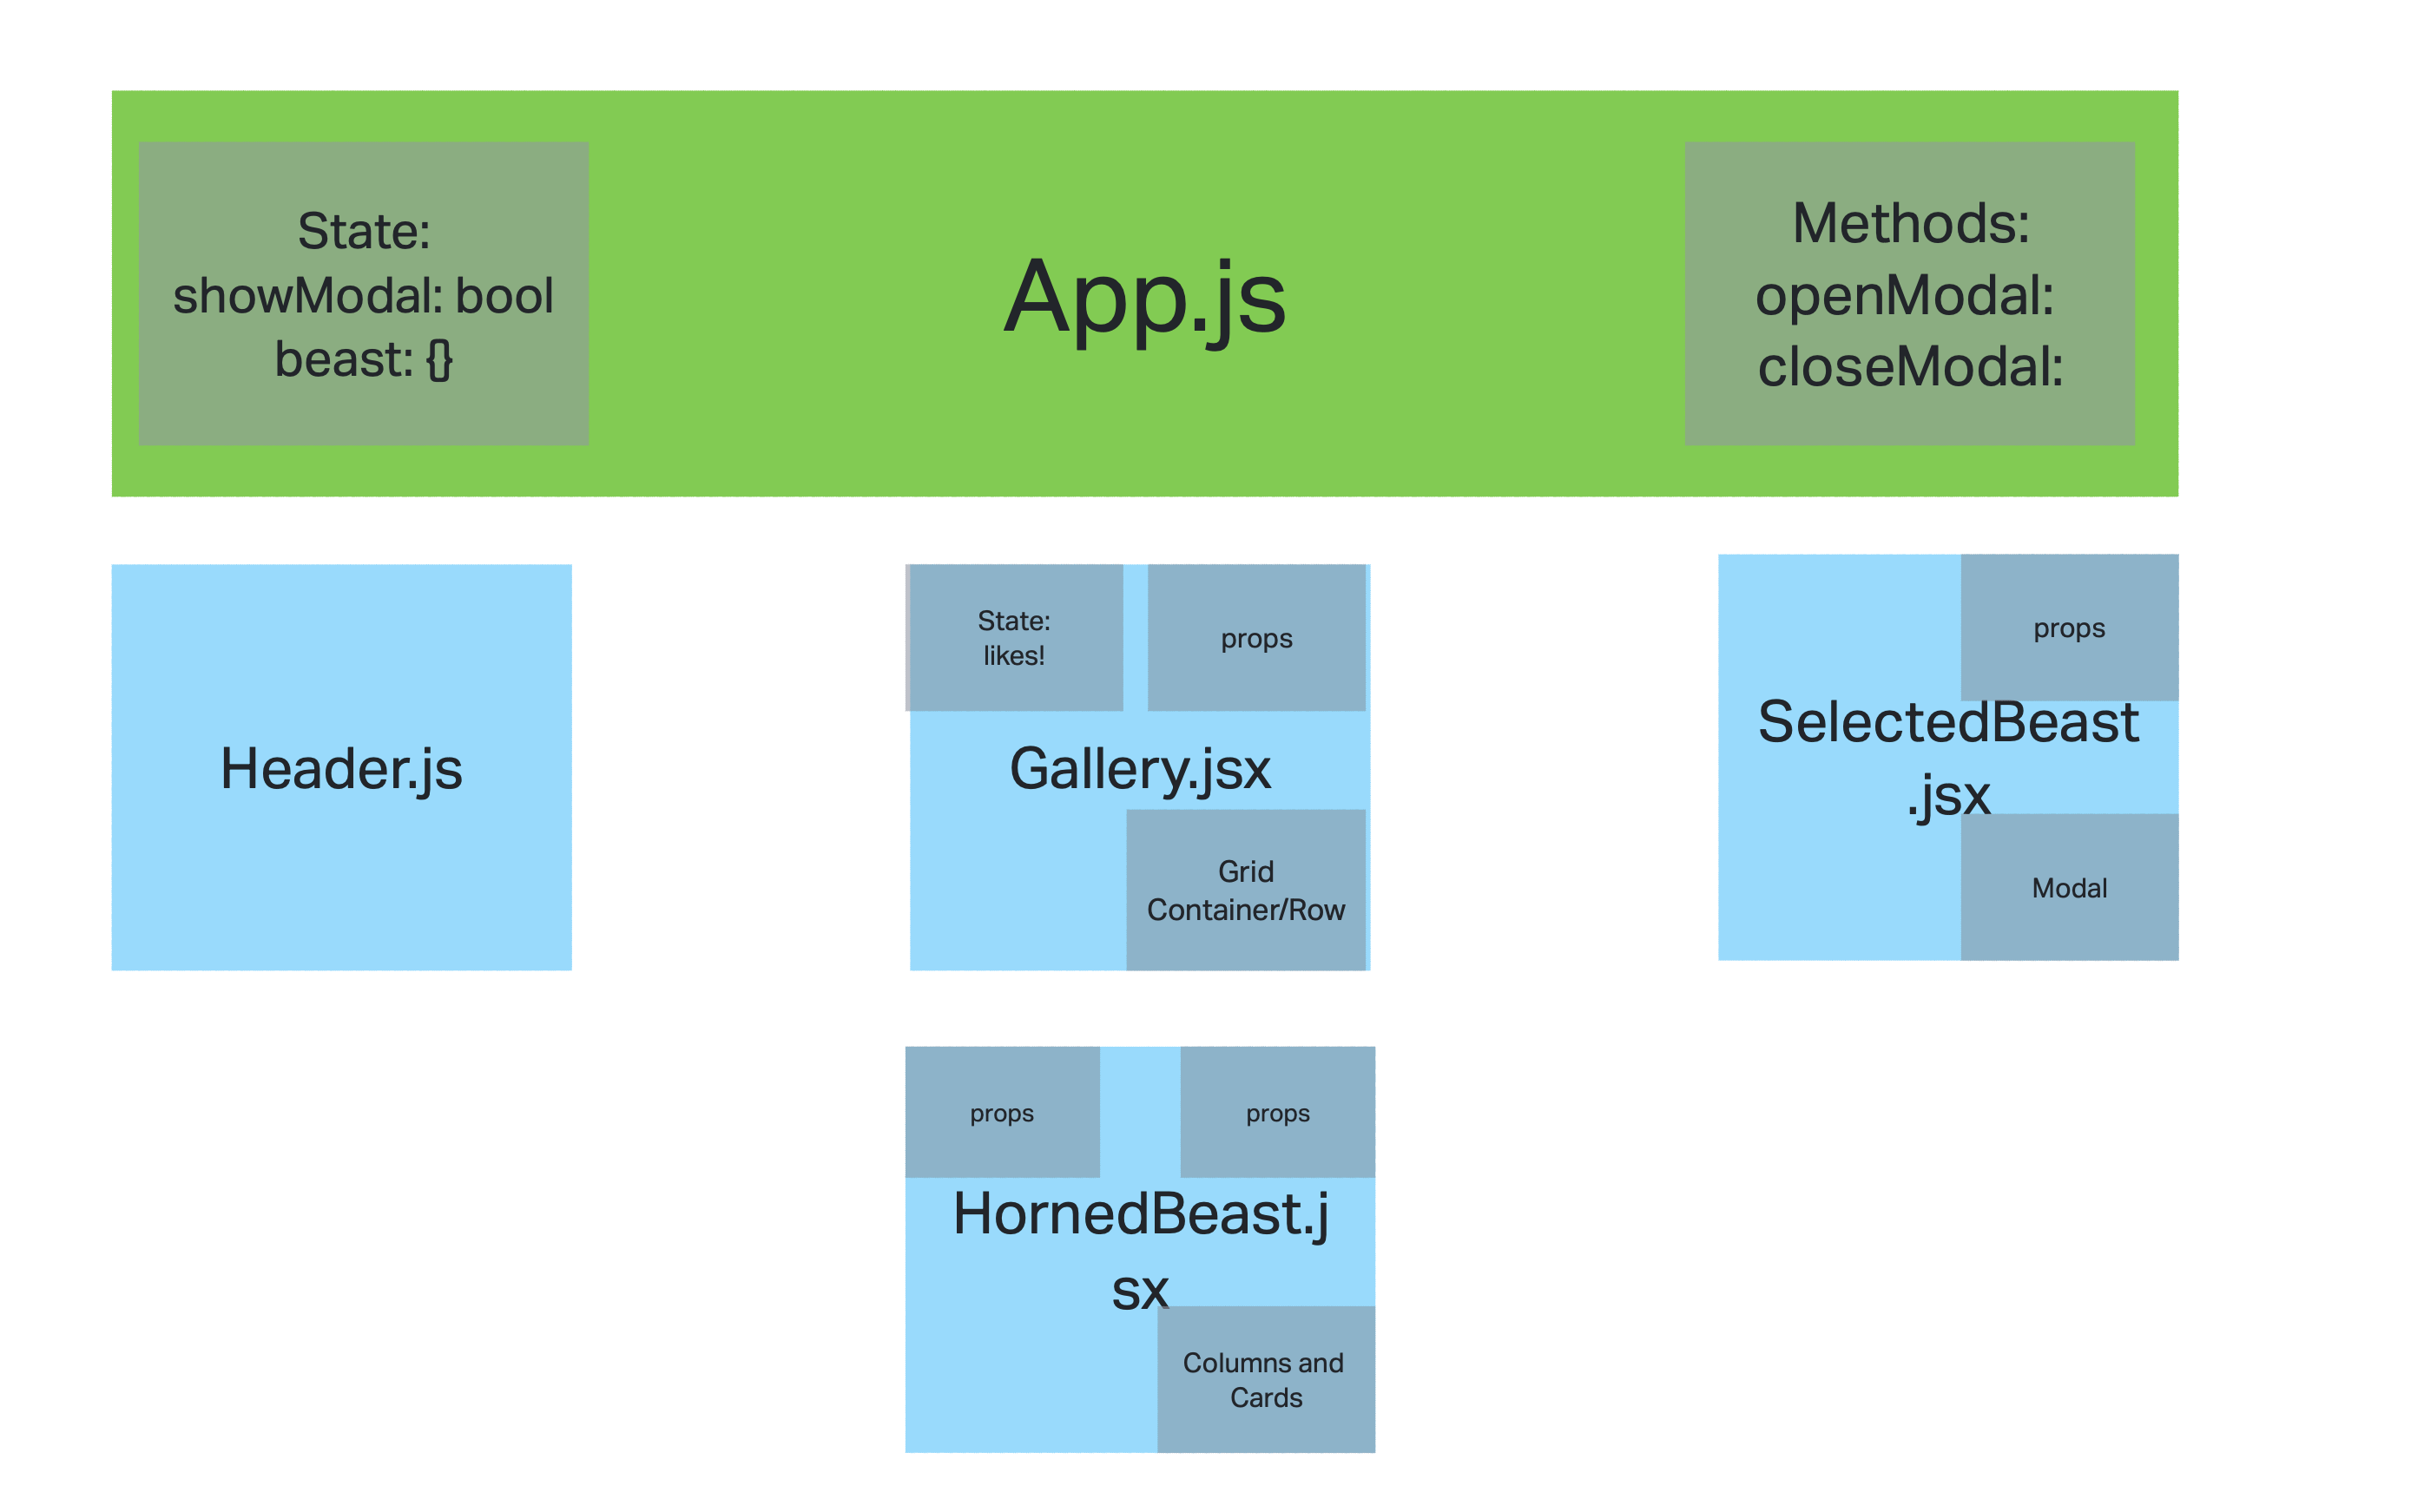 State:
showModal: bool
beast: {}
App.js
Methods:
openModal:
closeModal:
Header.js
State:
likes!
props
Gallery.jsx
Grid
Container/Row
props
SelectedBeast
.jsx
Modal
props
props
HornedBeast.j
sx
Columns and
Cards